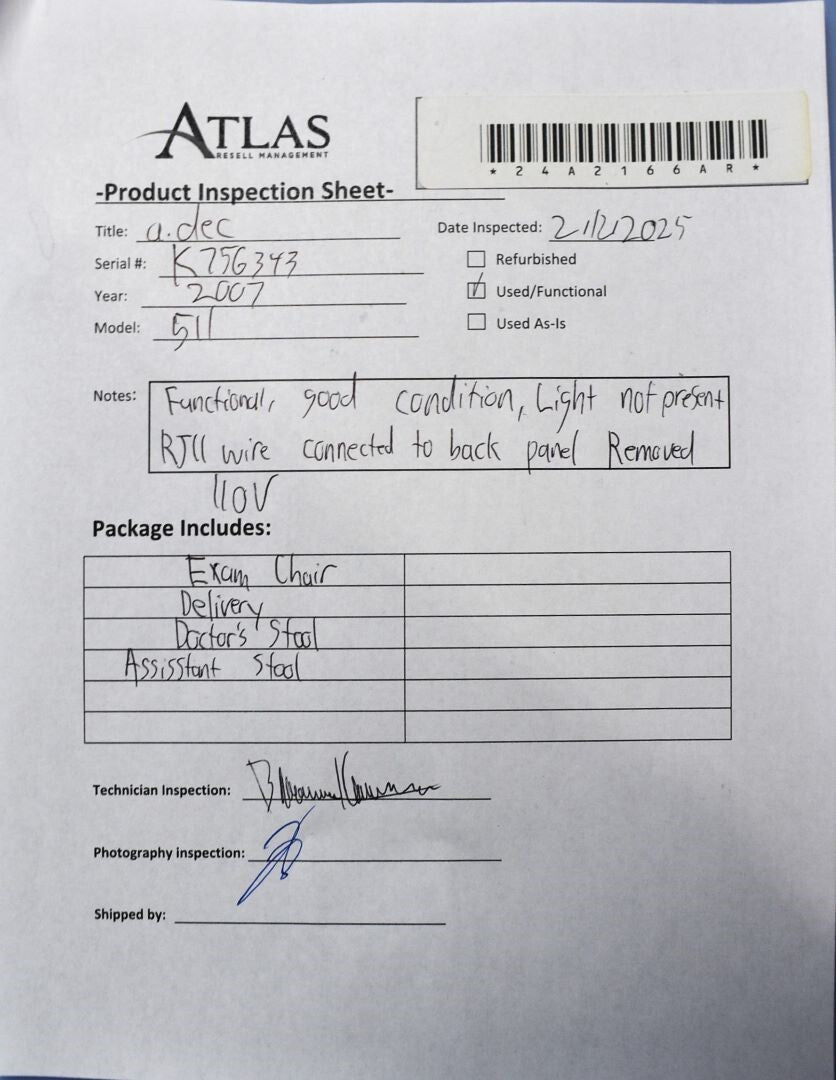 ATLAS
RESELL MANAGEMENT
* 2 4 A 2 1 6 6 A R *
-Product Inspection Sheet-
Title: a.dec
Date Inspected: 2/12/2025
Serial #: K756343
Refurbished
Year: 2007
Used/Functional
Model: 511
Used As-Is
Notes: Functional, good condition, Light not present
RJ11 wire connected to back panel Removed
110V
Package Includes:
Exam Chair
Delivery
Doctor's Stool
Assisstant Stool
Technician Inspection:
Photography inspection:
Shipped by: